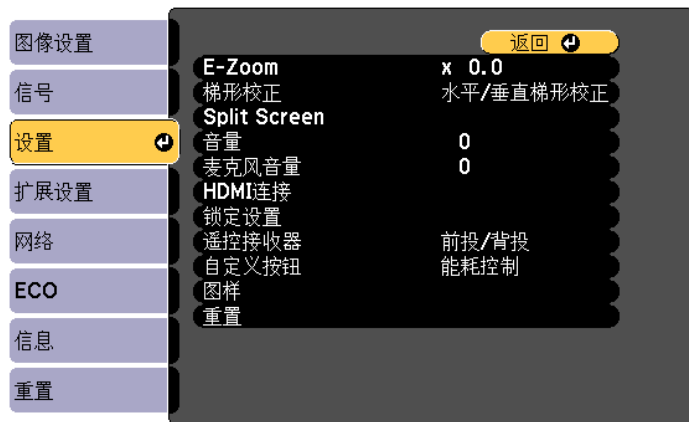 图像设置
信号
设置
扩展设置
网络
ECO
信息
重置
返回
E-Zoom x 0.0
梯形校正 水平/垂直梯形校正
Split Screen
音量 0
麦克风音量 0
HDMI连接
锁定设置
遥控接收器 前投/背投
自定义按钮 能耗控制
图样
重置